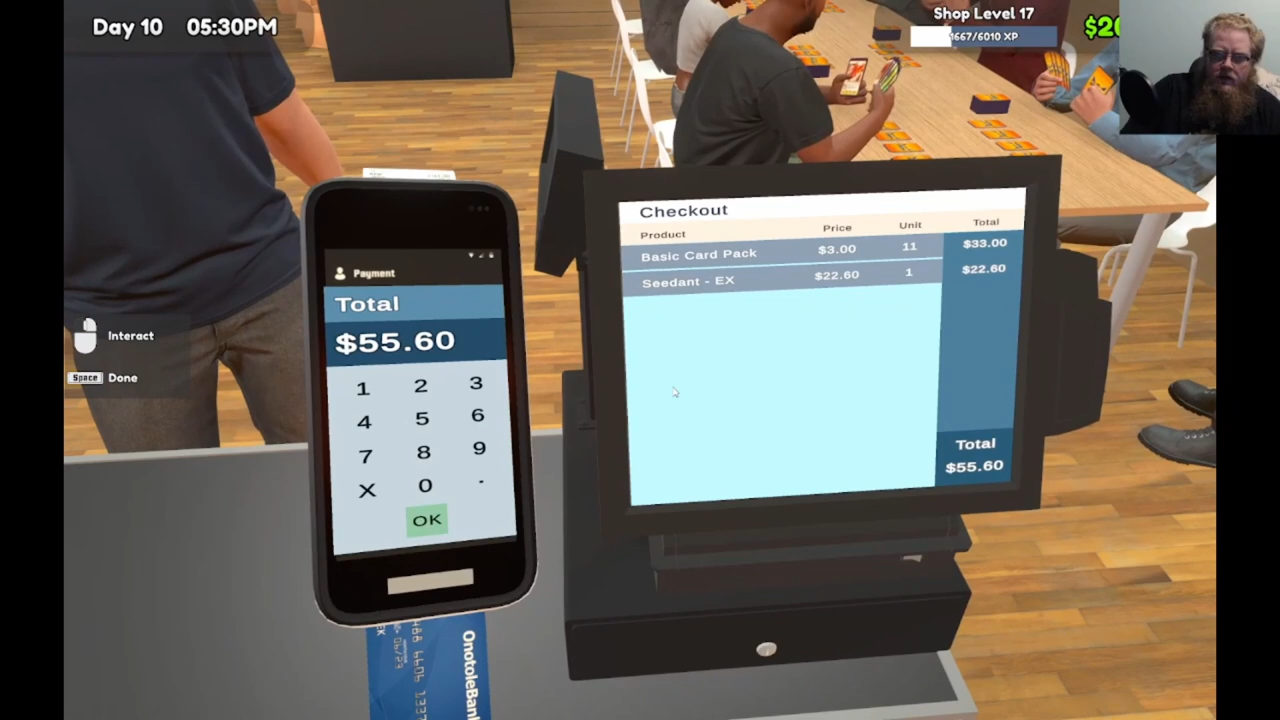 Day 10 05:30PM
Shop Level 17
1667/6010 XP
Interact
Space Done
Payment
Total
$55.60
1 2 3
4 5 6
7 8 9
X 0 .
OK
OnotoleBank
Checkout
Product Price Unit Total
Basic Card Pack $3.00 11 $33.00
Seedant - EX $22.60 1 $22.60
Total
$55.60